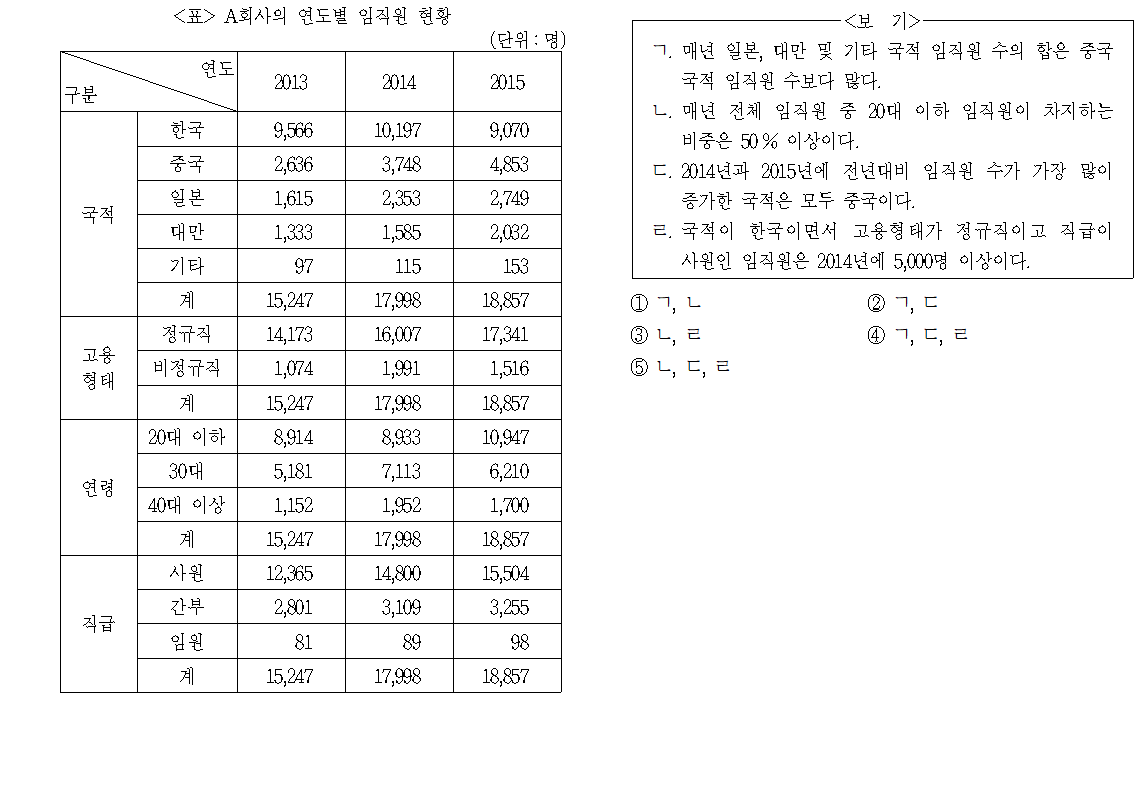 <표> A회사의 연도별 임직원 현황
(단위 : 명)
구분 연도 2013 2014 2015
국적 한국 9,566 10,197 9,070
중국 2,636 3,748 4,853
일본 1,615 2,353 2,749
대만 1,333 1,585 2,032
기타 97 115 153
계 15,247 17,998 18,857
고용형태 정규직 14,173 16,007 17,341
비정규직 1,074 1,991 1,516
계 15,247 17,998 18,857
연령 20대 이하 8,914 8,933 10,947
30대 5,181 7,113 6,210
40대 이상 1,152 1,952 1,700
계 15,247 17,998 18,857
직급 사원 12,365 14,800 15,504
간부 2,801 3,109 3,255
임원 81 89 98
계 15,247 17,998 18,857
<보 기>
ㄱ. 매년 일본, 대만 및 기타 국적 임직원 수의 합은 중국
국적 임직원 수보다 많다.
ㄴ. 매년 전체 임직원 중 20대 이하 임직원이 차지하는
비중은 50% 이상이다.
ㄷ. 2014년과 2015년에 전년대비 임직원 수가 가장 많이
증가한 국적은 모두 중국이다.
ㄹ. 국적이 한국이면서 고용형태가 정규직이고 직급이
사원인 임직원은 2014년에 5,000명 이상이다.
① ㄱ, ㄴ ② ㄱ, ㄷ
③ ㄴ, ㄹ ④ ㄱ, ㄷ, ㄹ
⑤ ㄴ, ㄷ, ㄹ